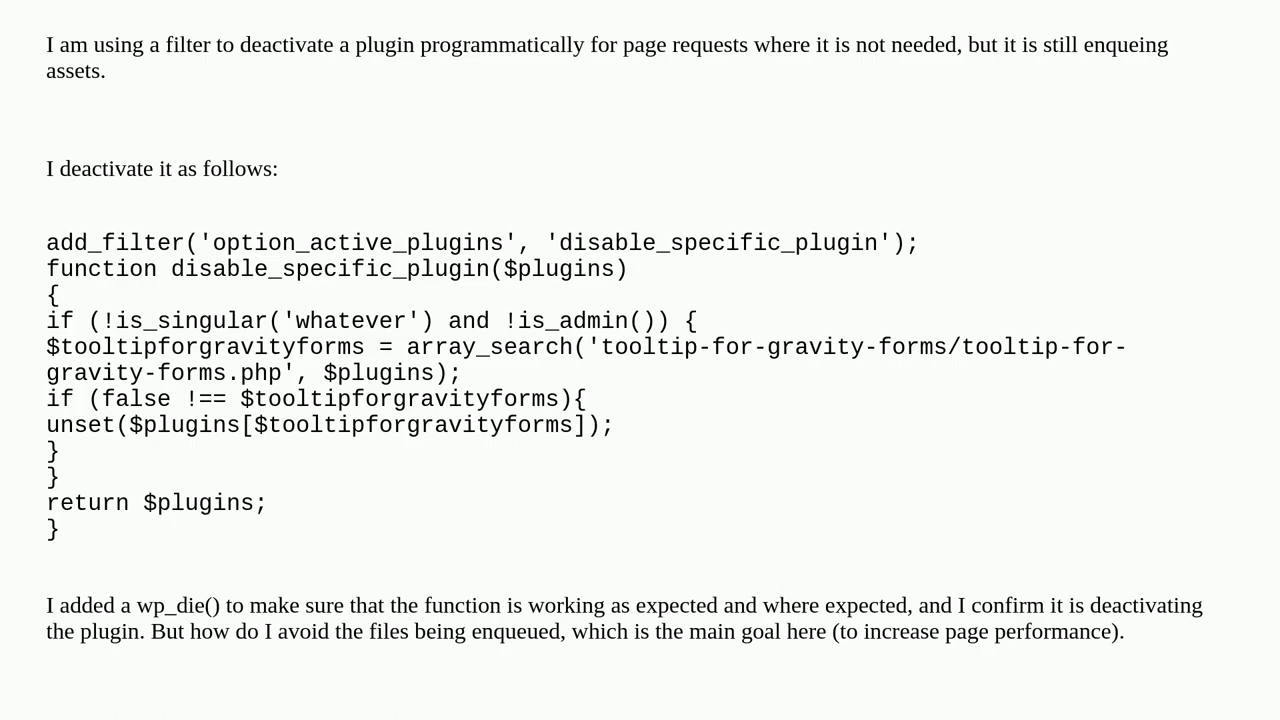 I am using a filter to deactivate a plugin programmatically for page requests where it is not needed, but it is still enqueing
assets.
I deactivate it as follows:
add_filter('option_active_plugins', 'disable_specific_plugin');
function disable_specific_plugin($plugins)
{
if (!is_singular('whatever') and !is_admin()) {
$tooltipforgravityforms = array_search('tooltip-for-gravity-forms/tooltip-for-
gravity-forms.php', $plugins);
if (false !== $tooltipforgravityforms){
unset($plugins[$tooltipforgravityforms]);
}
}
return $plugins;
}
I added a wp_die() to make sure that the function is working as expected and where expected, and I confirm it is deactivating
the plugin. But how do I avoid the files being enqueued, which is the main goal here (to increase page performance).